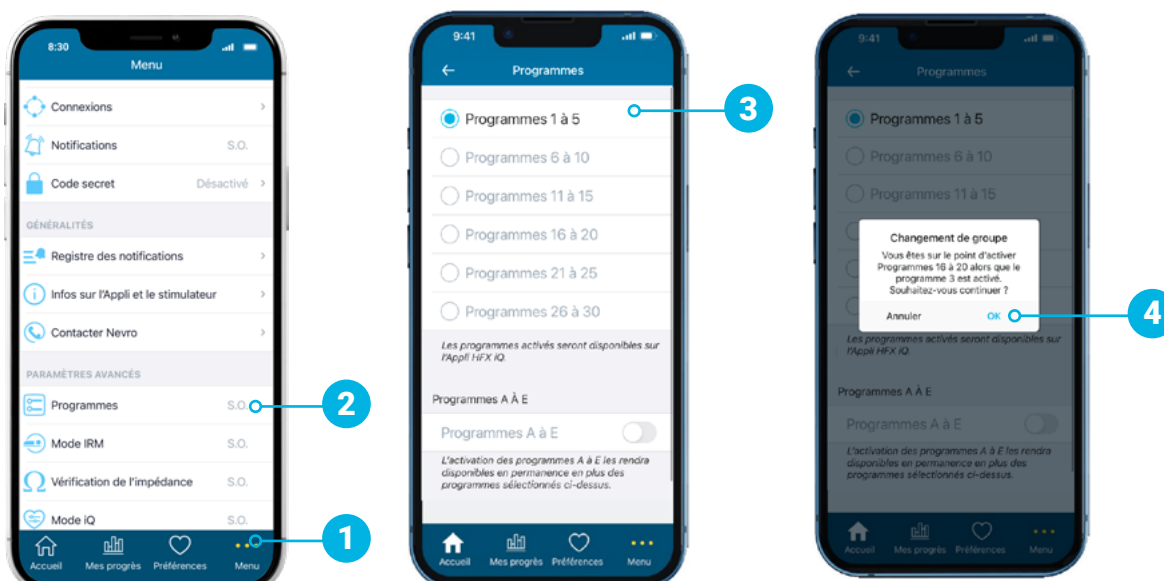 8:30
Menu
Connexions
Notifications S.O.
Code secret Désactivé
GÉNÉRALITÉS
Registre des notifications
Infos sur l'Appli et le stimulateur
Contacter Nevro
PARAMÈTRES AVANCÉS
Programmes S.O.
2
Mode IRM S.O.
Vérification de l'impédance S.O.
Mode iQ S.O.
1
Accueil Mes progrès Préférences Menu
9:41
Programmes
Programmes 1 à 5
3
Programmes 6 à 10
Programmes 11 à 15
Programmes 16 à 20
Programmes 21 à 25
Programmes 26 à 30
Les programmes activés seront disponibles sur
l'Appli HFX iQ.
Programmes A À E
Programmes A à E
L'activation des programmes A à E les rendra
disponibles en permanence en plus des
programmes sélectionnés ci-dessus.
Accueil Mes progrès Préférences Menu
9:41
Programmes
Programmes 1 à 5
Programmes 6 à 10
Programmes 11 à 15
Changement de groupe
Vous êtes sur le point d'activer
Programmes 16 à 20 alors que le
programme 3 est activé.
Souhaitez-vous continuer ?
Annuler OK
4
Les programmes activés seront disponibles sur
l'Appli HFX iQ.
Programmes A À E
Programmes A à E
L'activation des programmes A à E les rendra
disponibles en permanence en plus des
programmes sélectionnés ci-dessus.
Accueil Mes progrès Préférences Menu